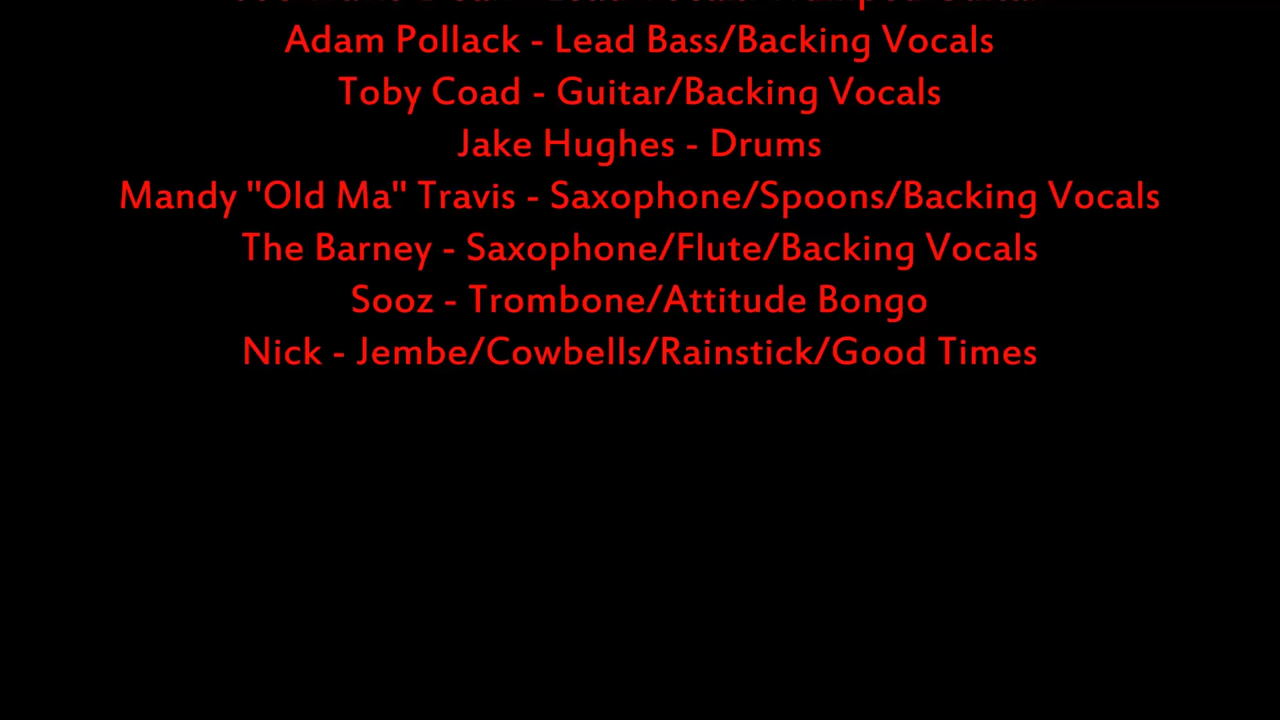 Adam Pollack - Lead Bass/Backing Vocals
Toby Coad - Guitar/Backing Vocals
Jake Hughes - Drums
Mandy "Old Ma" Travis - Saxophone/Spoons/Backing Vocals
The Barney - Saxophone/Flute/Backing Vocals
Sooz - Trombone/Attitude Bongo
Nick - Jembe/Cowbells/Rainstick/Good Times